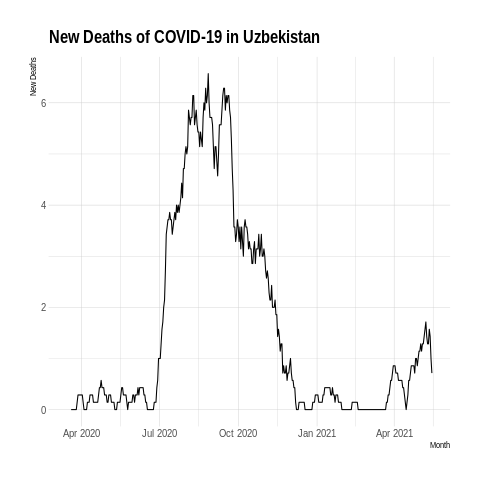 New Deaths of COVID-19 in Uzbekistan
New Deaths
6
4
2
0
Apr 2020 Jul 2020 Oct 2020 Jan 2021 Apr 2021
Month